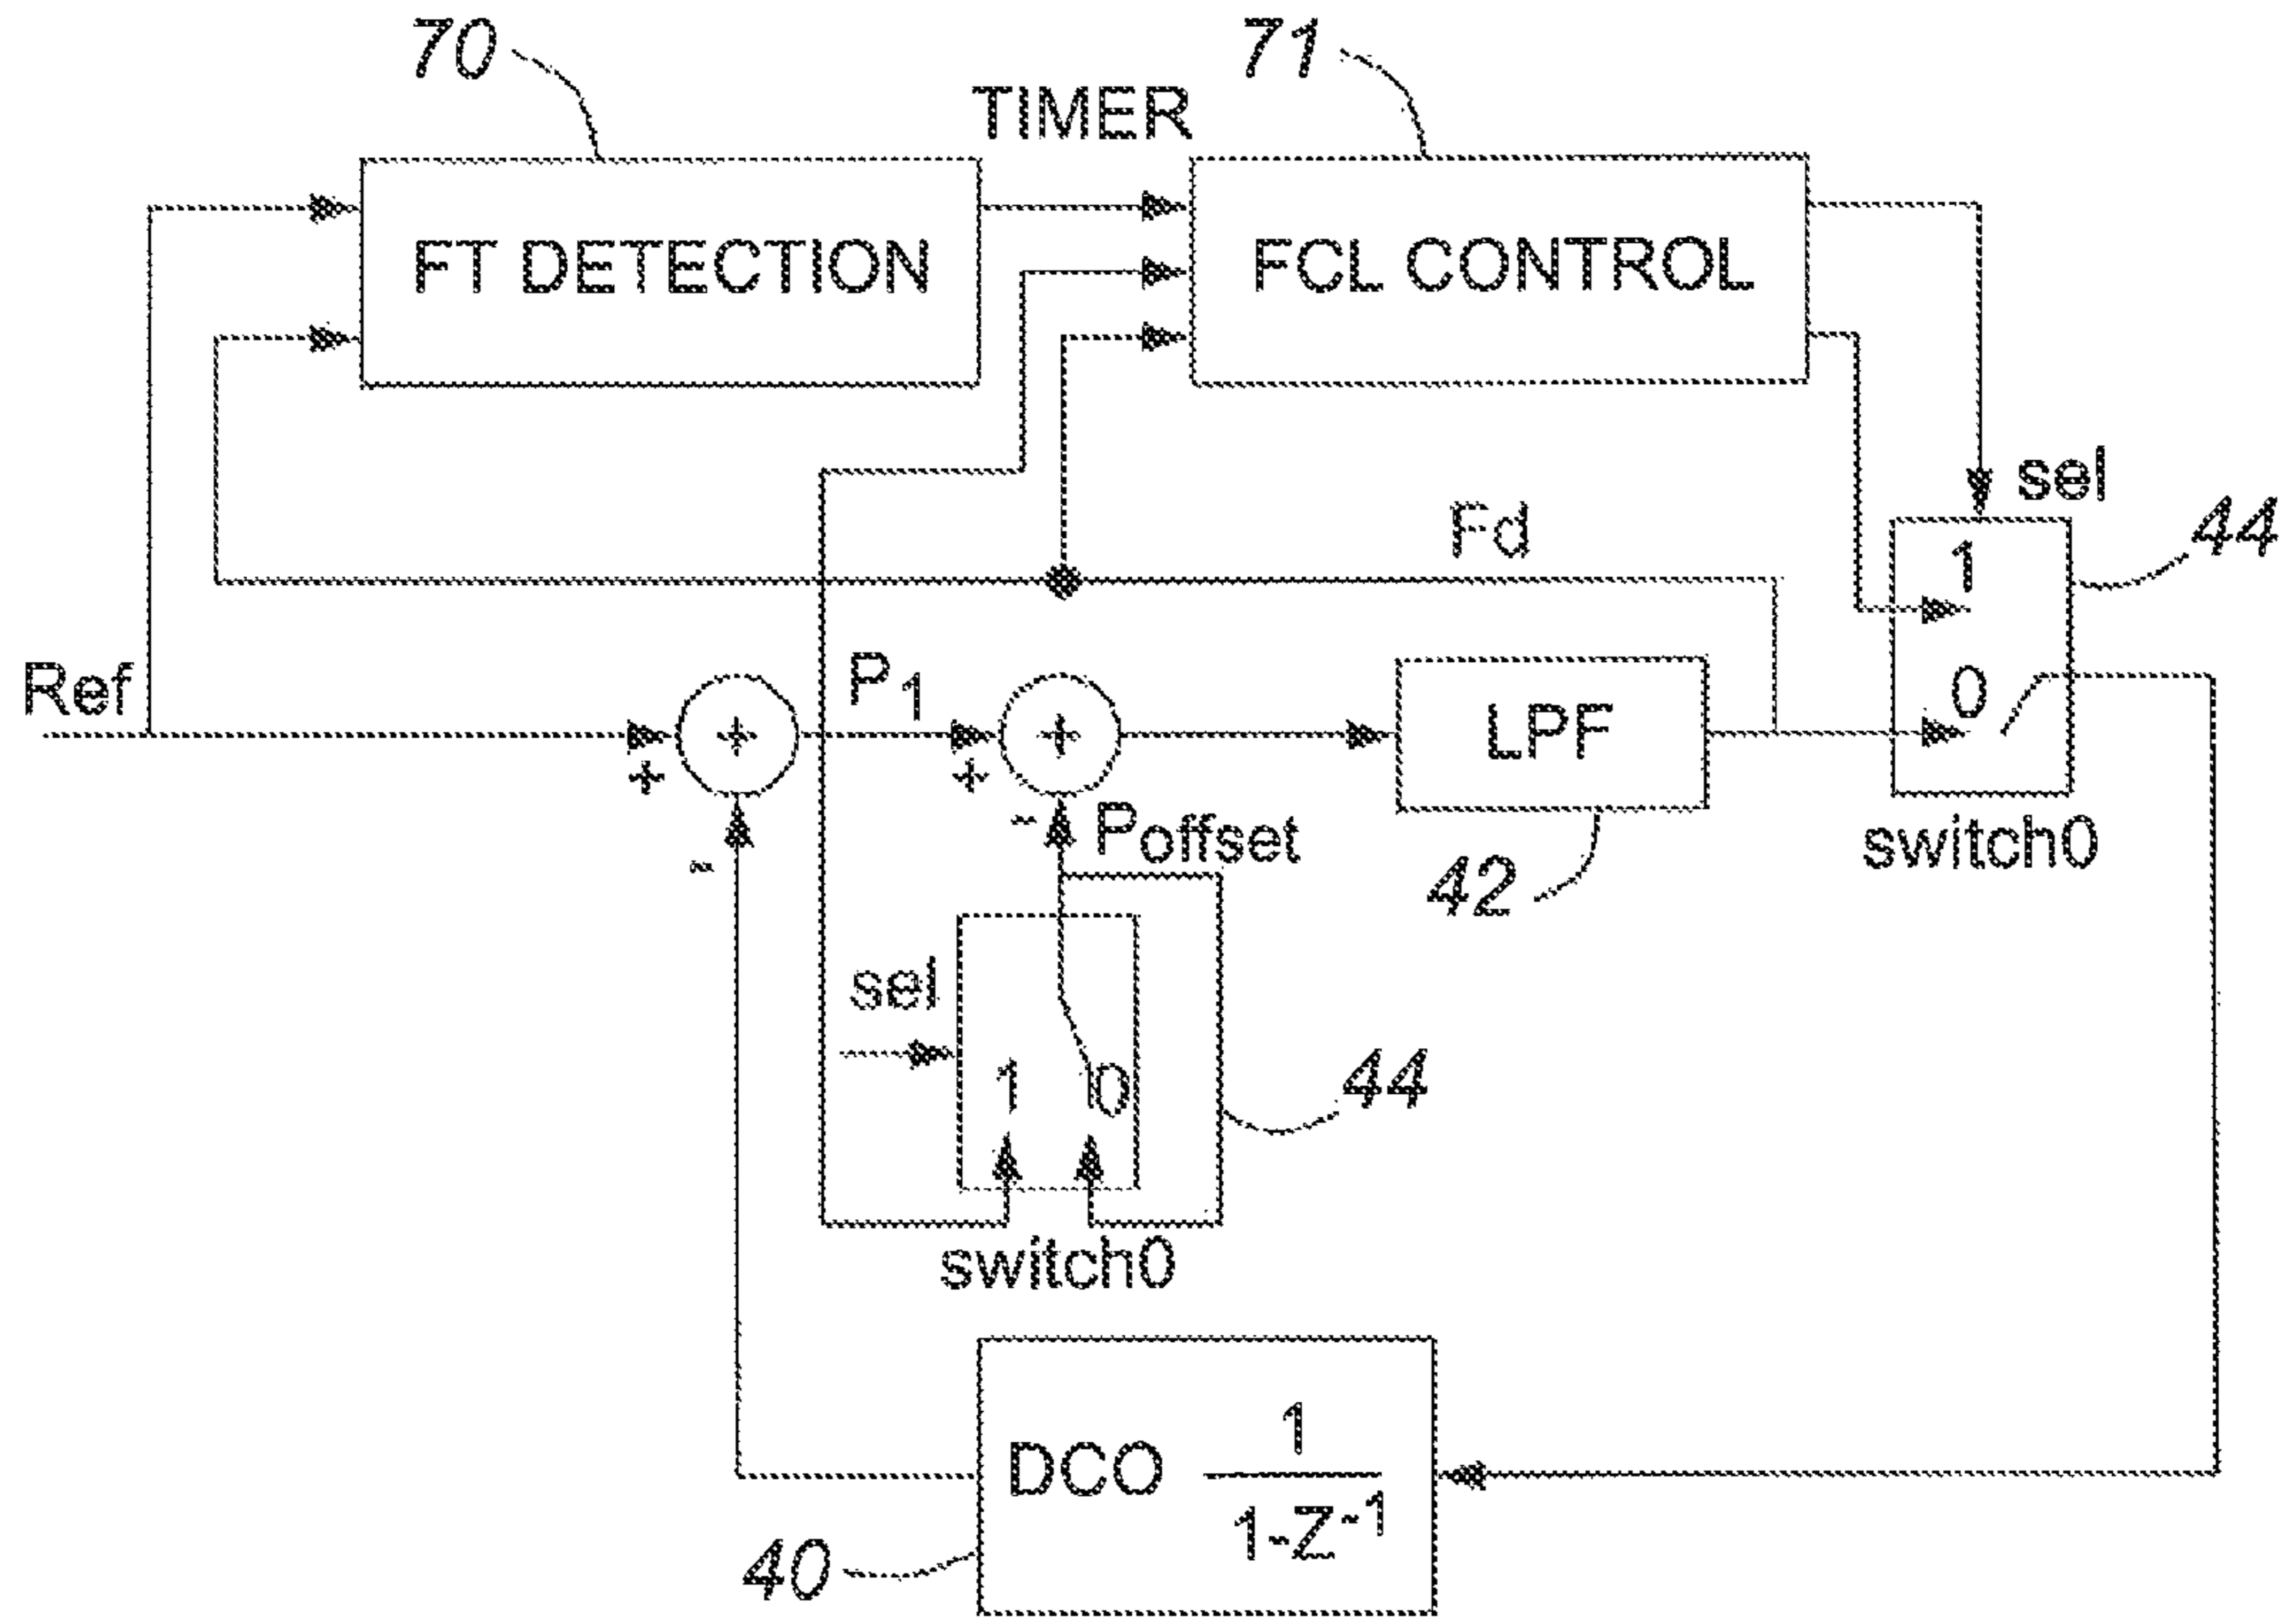 70
71
TIMER
FT DETECTION
FCL CONTROL
sel
44
Fd
1
Ref
P1
0
+
+
LPF
+
+
-
Poffset
switch0
-
42
sel
1
0
44
switch0
DCO 1
1-Z-1
40